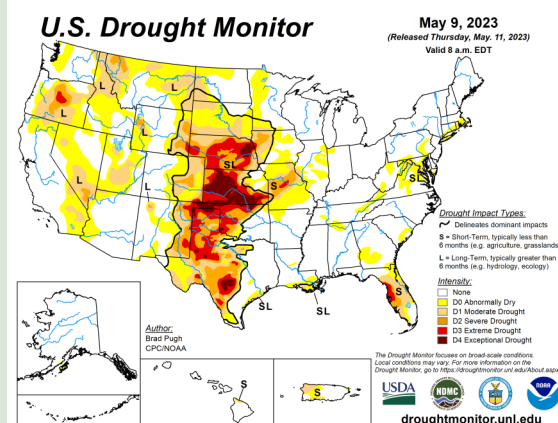 U.S. Drought Monitor
May 9, 2023
(Released Thursday, May. 11, 2023)
Valid 8 a.m. EDT
L
L
L
L
L
L
SL
S
SL
S
SL
SL
Drought Impact Types:
Delineates dominant impacts
S = Short-Term, typically less than
6 months (e.g. agriculture, grasslands
L = Long-Term, typically greater than
6 months (e.g. hydrology, ecology)
Intensity:
None
D0 Abnormally Dry
D1 Moderate Drought
D2 Severe Drought
D3 Extreme Drought
D4 Exceptional Drought
Author:
Brad Pugh
CPC/NOAA
S
S
The Drought Monitor focuses on broad-scale conditions.
Local conditions may vary. For more information on the
Drought Monitor, go to https://droughtmonitor.unl.edu/About.aspx
USDA
NDMC
NOAA
droughtmonitor.unl.edu